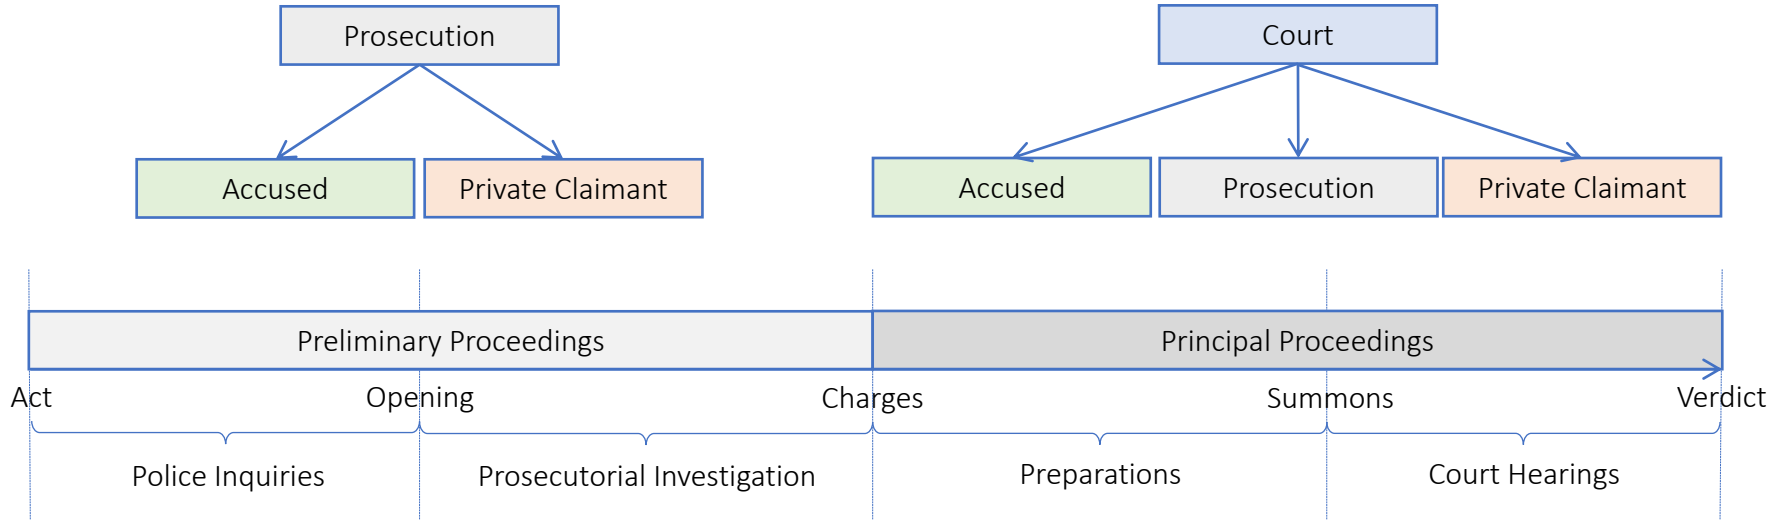 Prosecution
Court
Accused
Private Claimant
Accused
Prosecution
Private Claimant
Preliminary Proceedings
Principal Proceedings
Act
Opening
Charges
Summons
Verdict
Police Inquiries
Prosecutorial Investigation
Preparations
Court Hearings